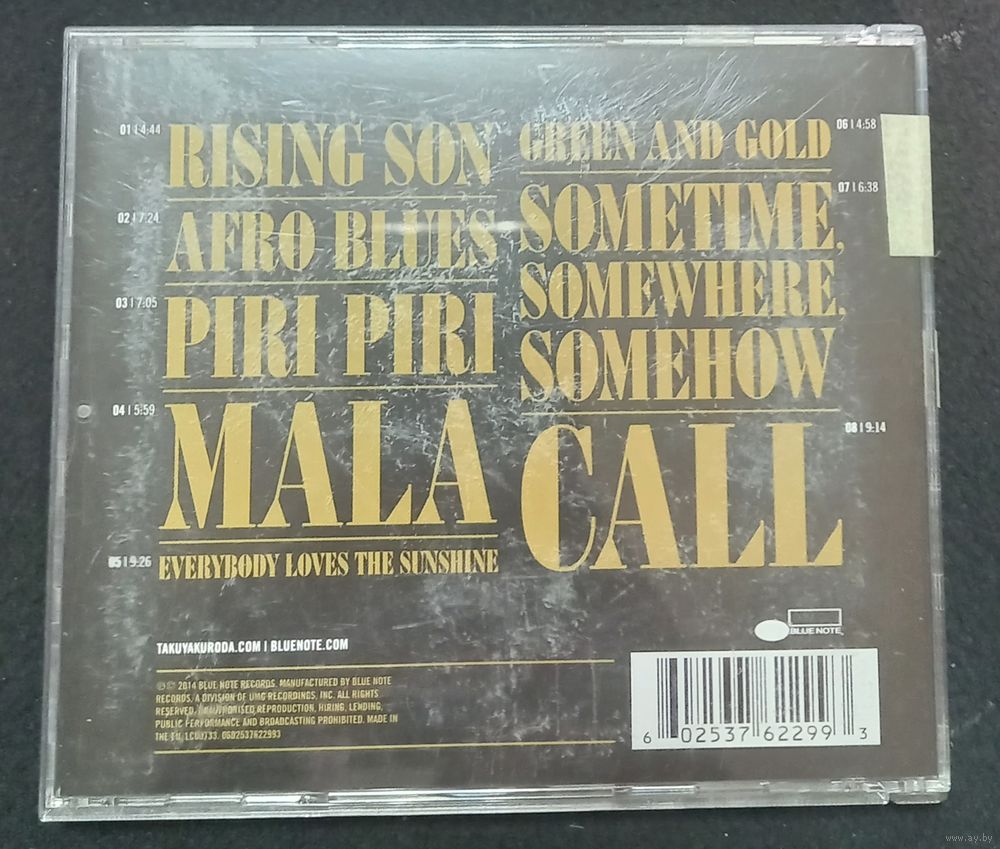 01 | 4:44
RISING SON
02 | 7:24
AFRO BLUES
03 | 7:05
PIRI PIRI
04 | 5:59
MALA
05 | 9:26
EVERYBODY LOVES THE SUNSHINE
06 | 4:58
GREEN AND GOLD
07 | 6:38
SOMETIME,
SOMEWHERE,
SOMEHOW
08 | 9:14
CALL
BLUE NOTE
TAKUYAKURODA.COM | BLUENOTE.COM
℗© 2014 BLUE NOTE RECORDS. MANUFACTURED BY BLUE NOTE
RECORDS, A DIVISION OF UMG RECORDINGS, INC. ALL RIGHTS
RESERVED. UNAUTHORISED REPRODUCTION, HIRING, LENDING,
PUBLIC PERFORMANCE AND BROADCASTING PROHIBITED. MADE IN
THE EU. LC00133. 0602537622993
6 02537 62299 3
www.ay.by